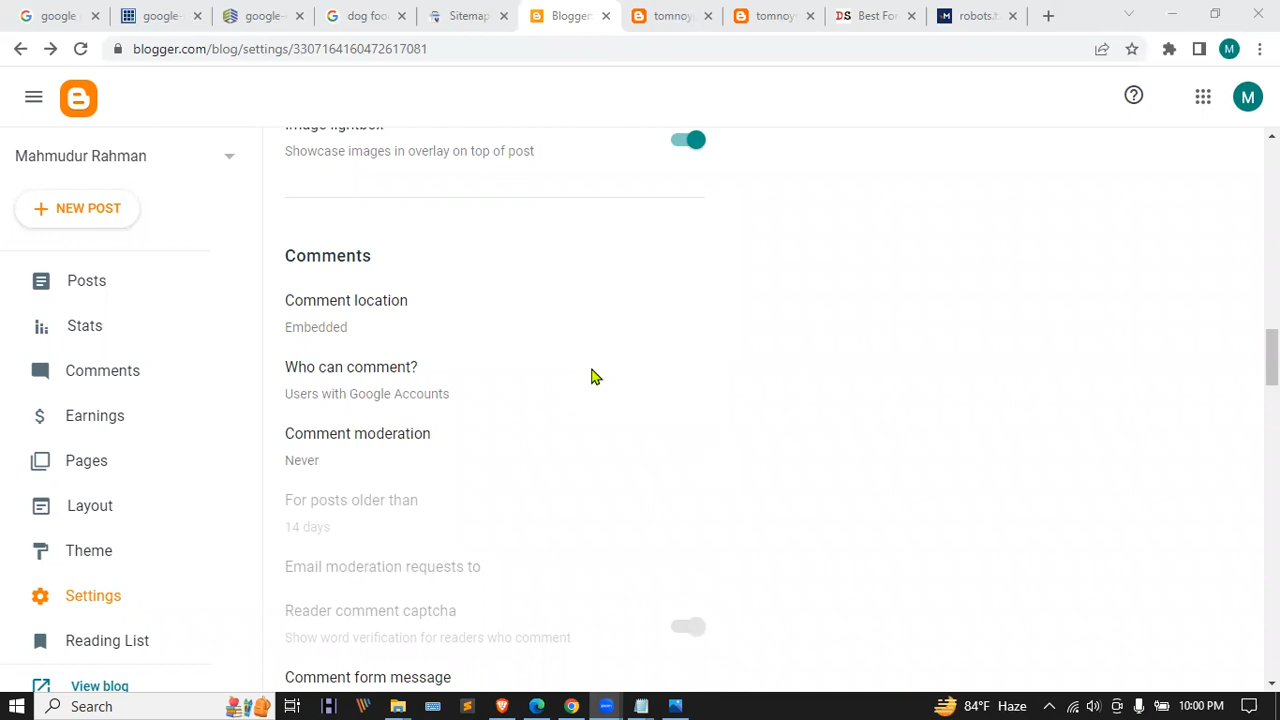 google
google-
google-
dog foo
Sitemap
Blogger
tomnoy
tomnoy
DS Best For
M robots.t
blogger.com/blog/settings/3307164160472617081
M
M
Mahmudur Rahman
+ NEW POST
Posts
Stats
Comments
Earnings
Pages
Layout
Theme
Settings
Reading List
View blog
Image lightbox
Showcase images in overlay on top of post
Comments
Comment location
Embedded
Who can comment?
Users with Google Accounts
Comment moderation
Never
For posts older than
14 days
Email moderation requests to
Reader comment captcha
Show word verification for readers who comment
Comment form message
Search
84°F Haze
10:00 PM